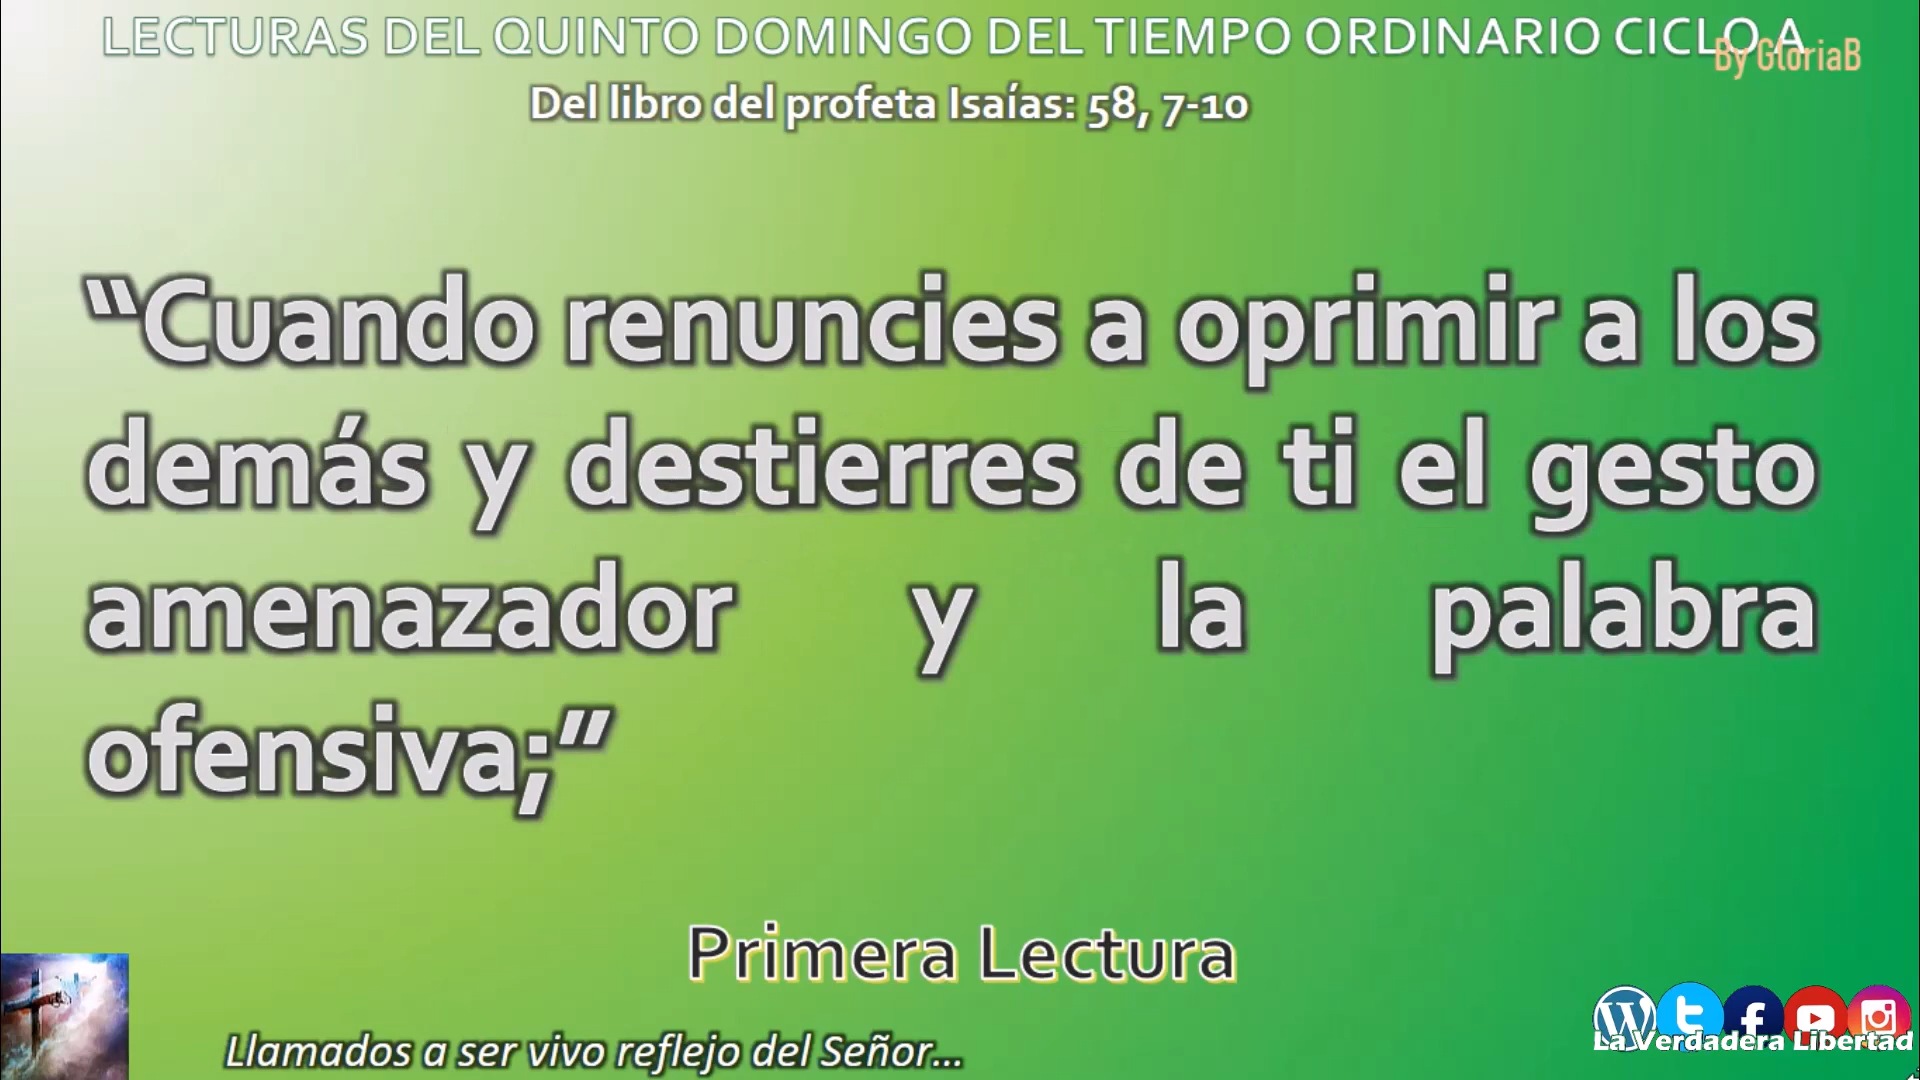 LECTURAS DEL QUINTO DOMINGO DEL TIEMPO ORDINARIO CICLO A
By GloriaB
Del libro del profeta Isaías: 58, 7-10
“Cuando renuncies a oprimir a los
demás y destierres de ti el gesto
amenazador y la palabra
ofensiva;”
Primera Lectura
Llamados a ser vivo reflejo del Señor...
La Verdadera Libertad